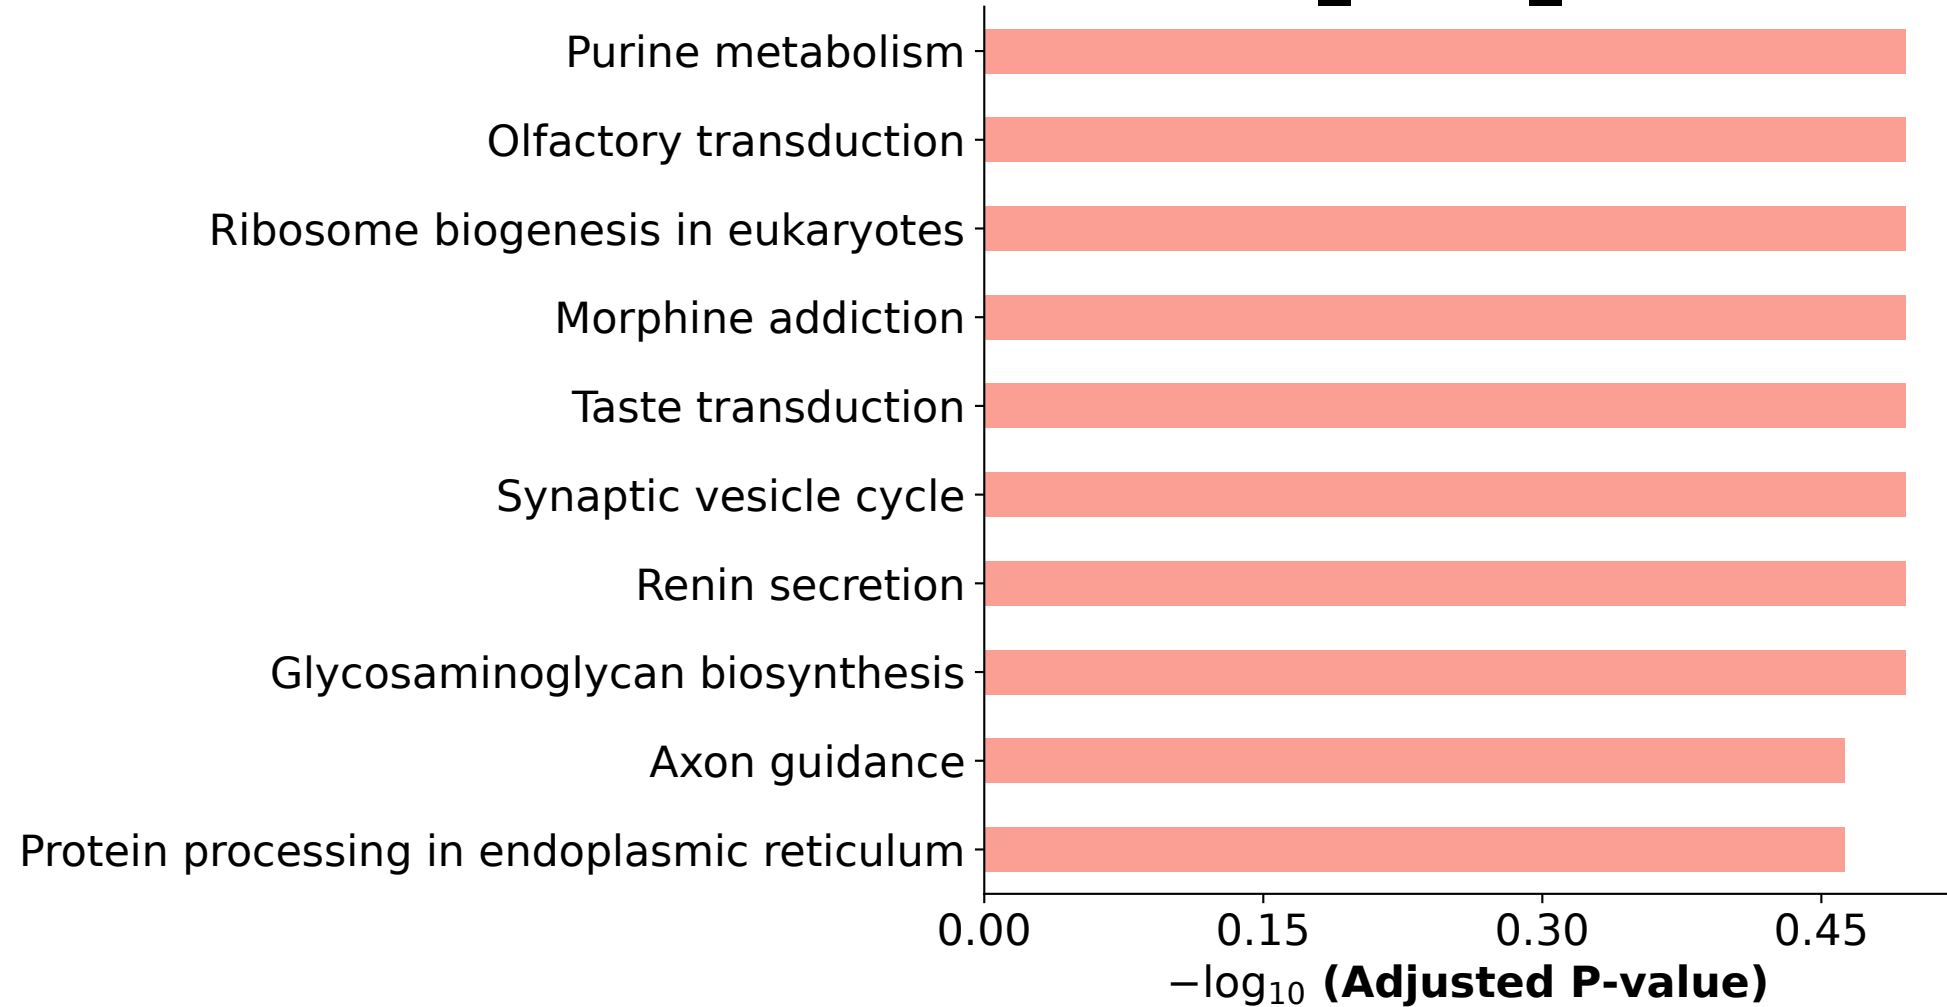 Purine metabolism
Olfactory transduction
Ribosome biogenesis in eukaryotes
Morphine addiction
Taste transduction
Synaptic vesicle cycle
Renin secretion
Glycosaminoglycan biosynthesis
Axon guidance
Protein processing in endoplasmic reticulum
0.00 0.15 0.30 0.45
−log₁₀ (Adjusted P-value)